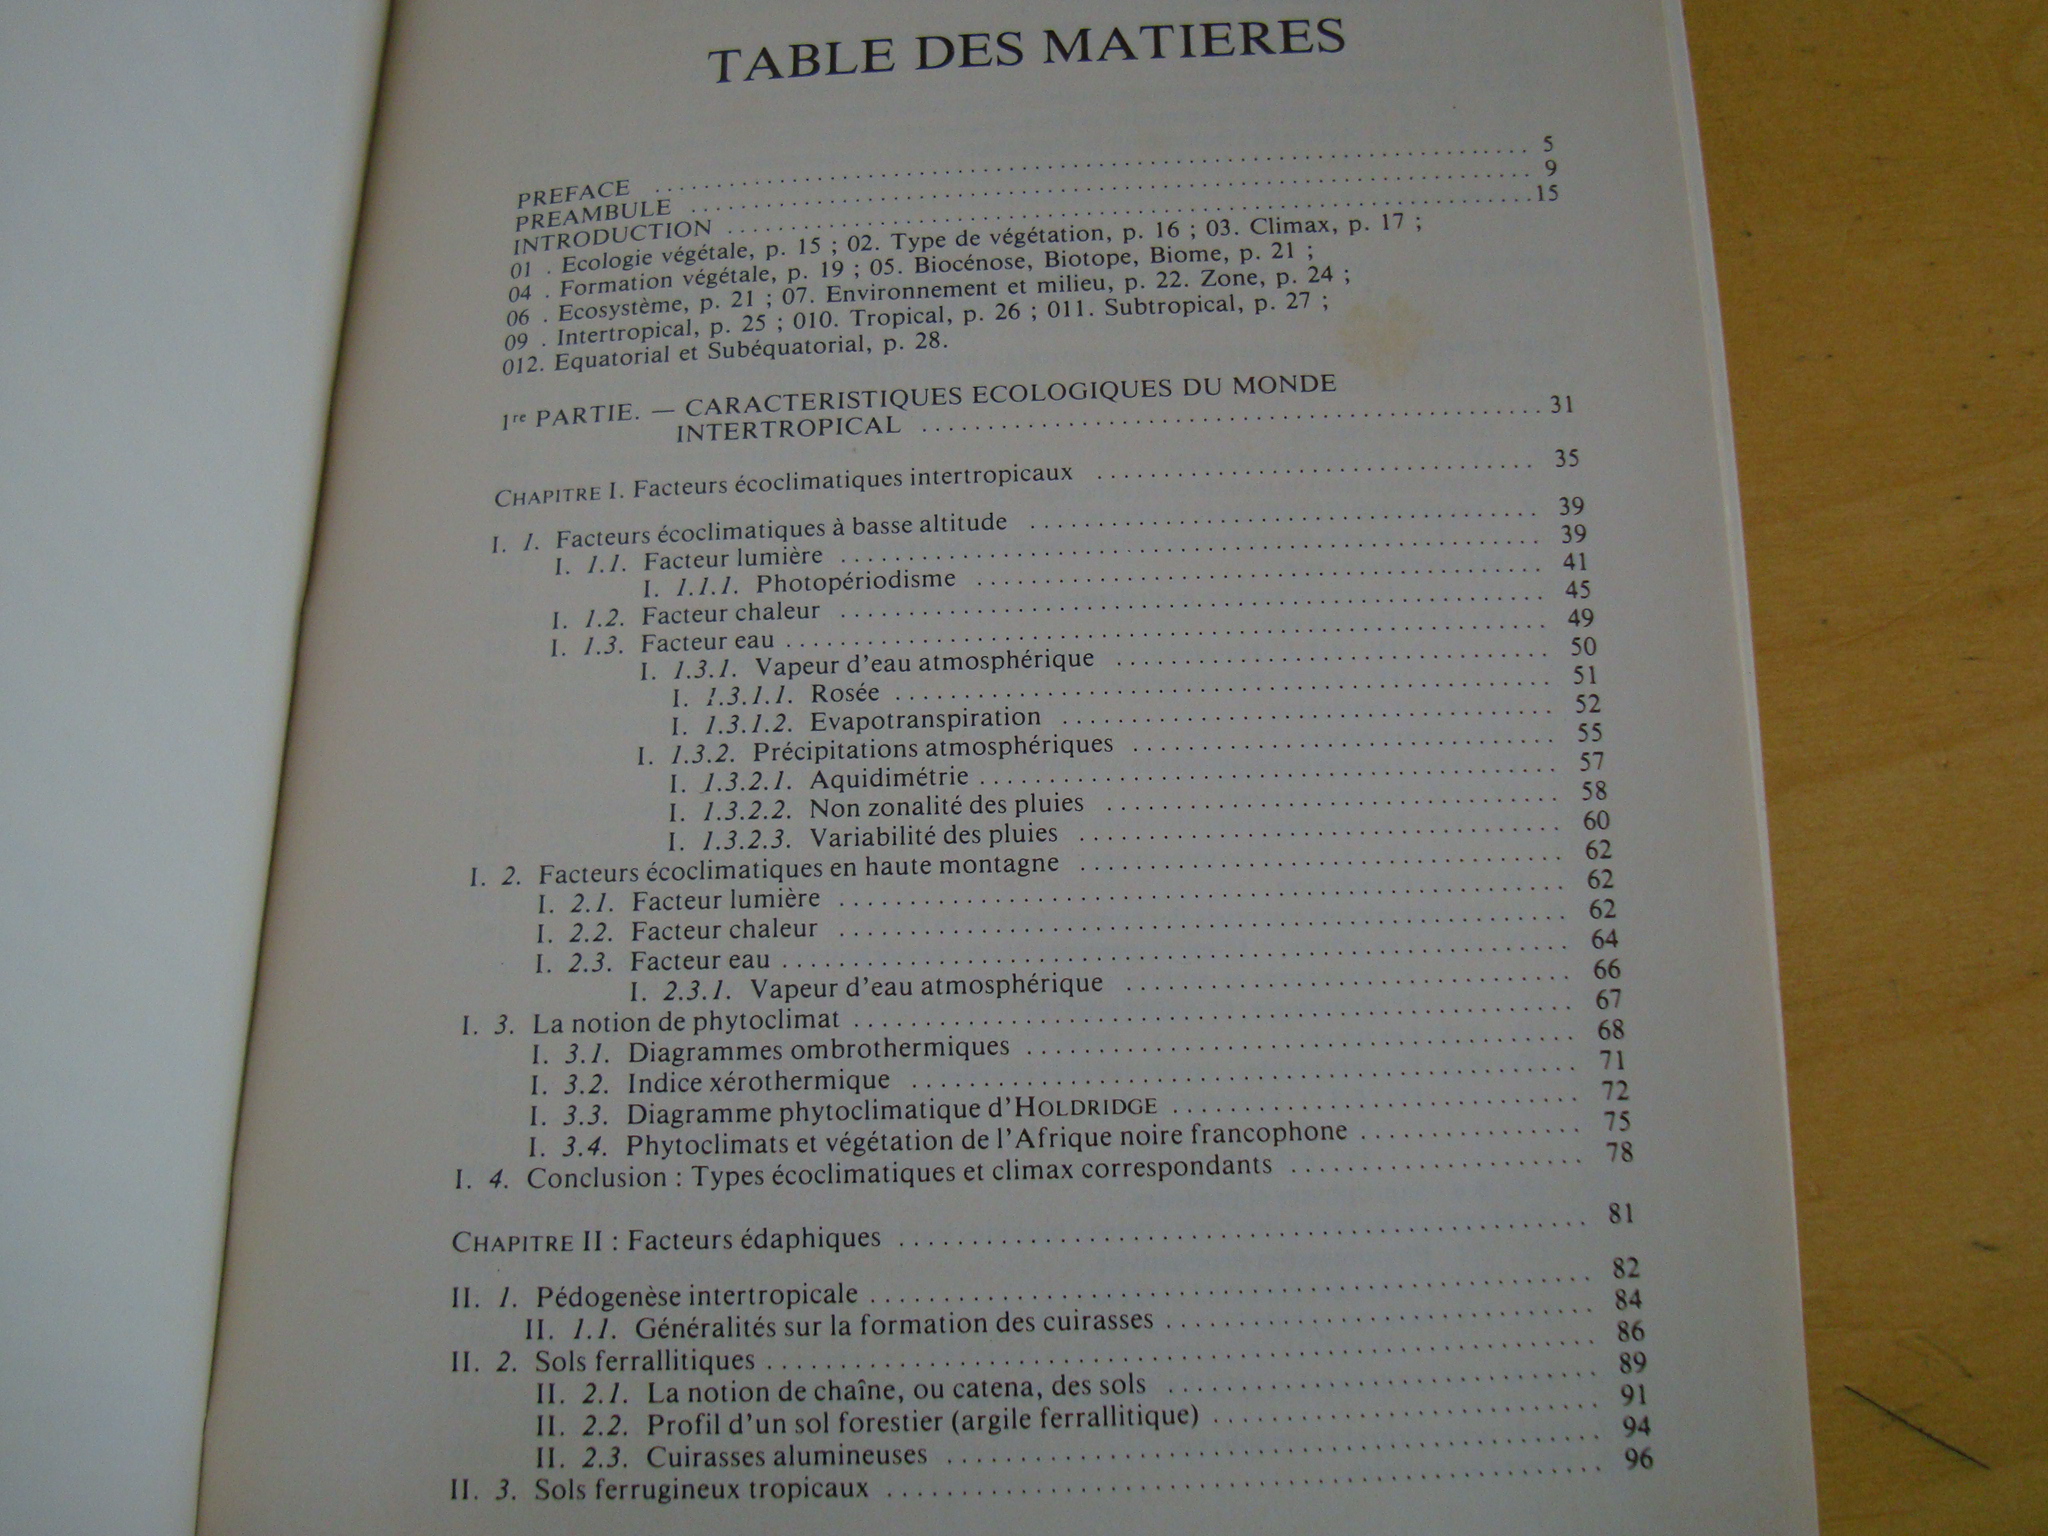 TABLE DES MATIERES
PREFACE ........ 5
PREAMBULE ........ 9
INTRODUCTION ........ 15
01 . Ecologie végétale, p. 15 ; 02. Type de végétation, p. 16 ; 03. Climax, p. 17 ;
04 . Formation végétale, p. 19 ; 05. Biocénose, Biotope, Biome, p. 21 ;
06 . Ecosystème, p. 21 ; 07. Environnement et milieu, p. 22. Zone, p. 24 ;
09 . Intertropical, p. 25 ; 010. Tropical, p. 26 ; 011. Subtropical, p. 27 ;
012. Equatorial et Subéquatorial, p. 28.
1re PARTIE. — CARACTERISTIQUES ECOLOGIQUES DU MONDE
INTERTROPICAL ........ 31
CHAPITRE I. Facteurs écoclimatiques intertropicaux ........ 35
I. 1. Facteurs écoclimatiques à basse altitude ........ 39
I. 1.1. Facteur lumière ........ 39
I. 1.1.1. Photopériodisme ........ 41
I. 1.2. Facteur chaleur ........ 45
I. 1.3. Facteur eau ........ 49
I. 1.3.1. Vapeur d'eau atmosphérique ........ 50
I. 1.3.1.1. Rosée ........ 51
I. 1.3.1.2. Evapotranspiration ........ 52
I. 1.3.2. Précipitations atmosphériques ........ 55
I. 1.3.2.1. Aquidimétrie ........ 57
I. 1.3.2.2. Non zonalité des pluies ........ 58
I. 1.3.2.3. Variabilité des pluies ........ 60
I. 2. Facteurs écoclimatiques en haute montagne ........ 62
I. 2.1. Facteur lumière ........ 62
I. 2.2. Facteur chaleur ........ 62
I. 2.3. Facteur eau ........ 64
I. 2.3.1. Vapeur d'eau atmosphérique ........ 66
I. 3. La notion de phytoclimat ........ 67
I. 3.1. Diagrammes ombrothermiques ........ 68
I. 3.2. Indice xérothermique ........ 71
I. 3.3. Diagramme phytoclimatique d'HOLDRIDGE ........ 72
I. 3.4. Phytoclimats et végétation de l'Afrique noire francophone ........ 75
I. 4. Conclusion : Types écoclimatiques et climax correspondants ........ 78
CHAPITRE II : Facteurs édaphiques ........ 81
II. 1. Pédogenèse intertropicale ........ 82
II. 1.1. Généralités sur la formation des cuirasses ........ 84
II. 2. Sols ferrallitiques ........ 86
II. 2.1. La notion de chaîne, ou catena, des sols ........ 89
II. 2.2. Profil d'un sol forestier (argile ferrallitique) ........ 91
II. 2.3. Cuirasses alumineuses ........ 94
II. 3. Sols ferrugineux tropicaux ........ 96